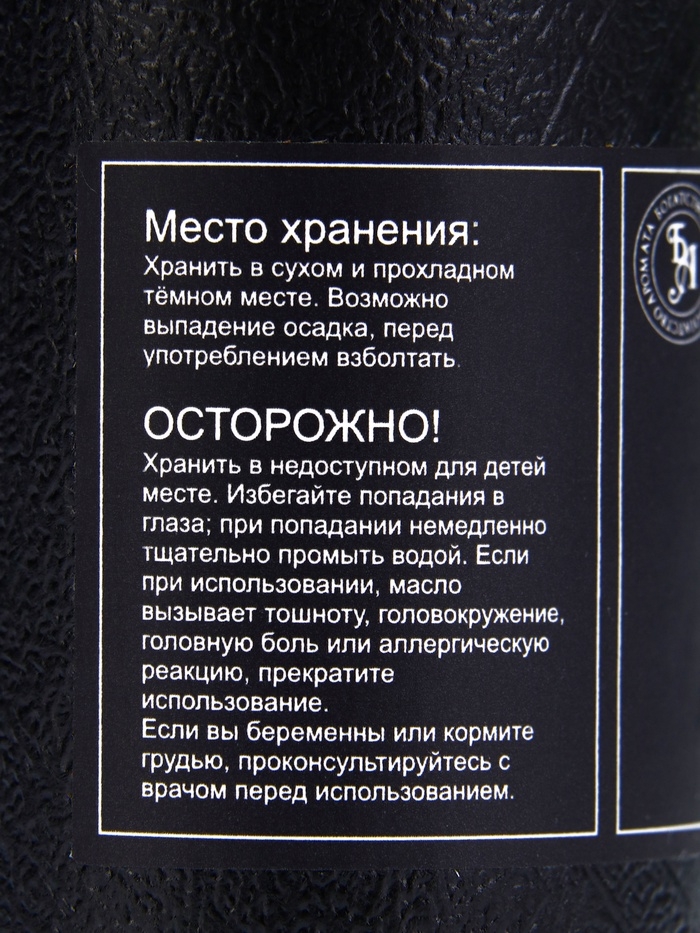 Место хранения:
Хранить в сухом и прохладном
тёмном месте. Возможно
выпадение осадка, перед
употреблением взболтать.
ОСТОРОЖНО!
Хранить в недоступном для детей
месте. Избегайте попадания в
глаза; при попадании немедленно
тщательно промыть водой. Если
при использовании, масло
вызывает тошноту, головокружение,
головную боль или аллергическую
реакцию, прекратите
использование.
Если вы беременны или кормите
грудью, проконсультируйтесь с
врачом перед использованием.
АРОМАТА